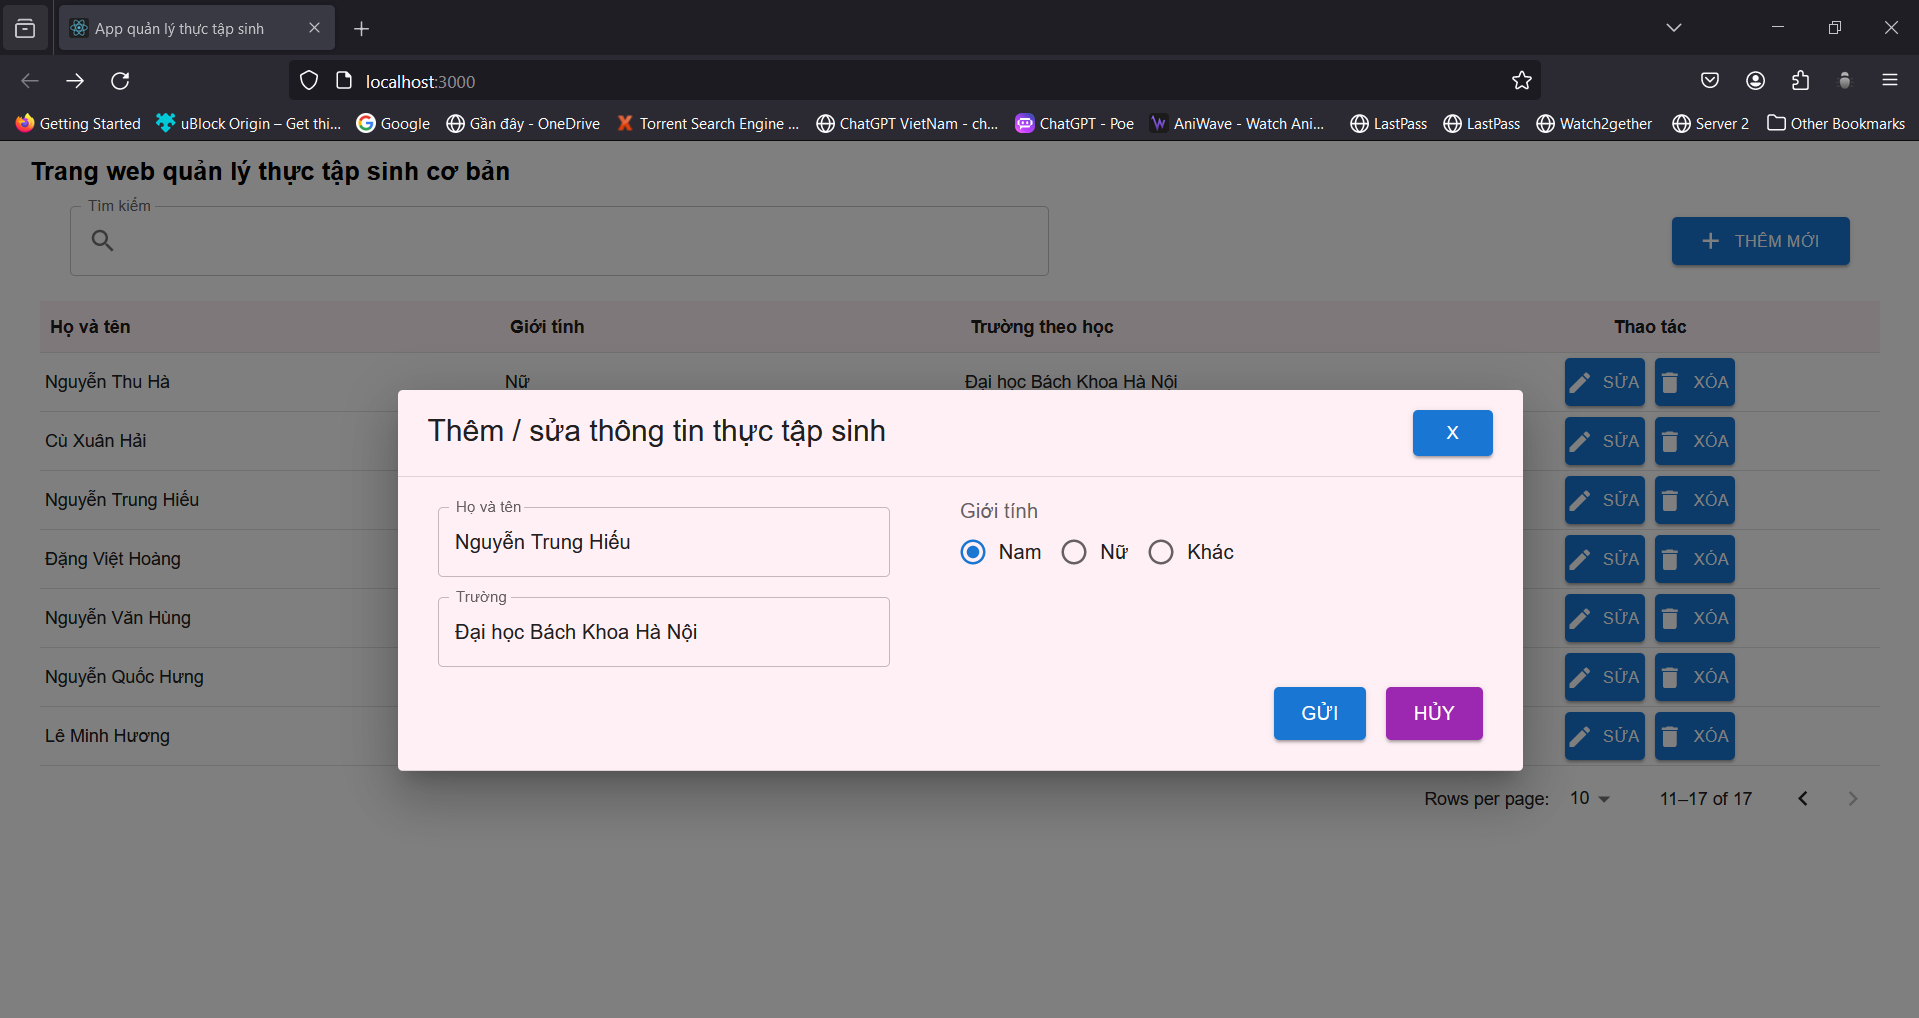 App quản lý thực tập sinh
localhost:3000
Getting Started uBlock Origin – Get thi... Google Gần đây - OneDrive Torrent Search Engine ... ChatGPT VietNam - ch... ChatGPT - Poe AniWave - Watch Ani... LastPass LastPass Watch2gether Server 2 Other Bookmarks
Trang web quản lý thực tập sinh cơ bản
Tìm kiếm
THÊM MỚI
Họ và tên Giới tính Trường theo học Thao tác
Nguyễn Thu Hà Nữ Đại học Bách Khoa Hà Nội SỬA XÓA
Cù Xuân Hải SỬA XÓA
Nguyễn Trung Hiếu SỬA XÓA
Đặng Việt Hoàng SỬA XÓA
Nguyễn Văn Hùng SỬA XÓA
Nguyễn Quốc Hưng SỬA XÓA
Lê Minh Hương SỬA XÓA
Thêm / sửa thông tin thực tập sinh X
Họ và tên
Nguyễn Trung Hiếu
Giới tính
Nam Nữ Khác
Trường
Đại học Bách Khoa Hà Nội
GỬI HỦY
Rows per page: 10 11–17 of 17